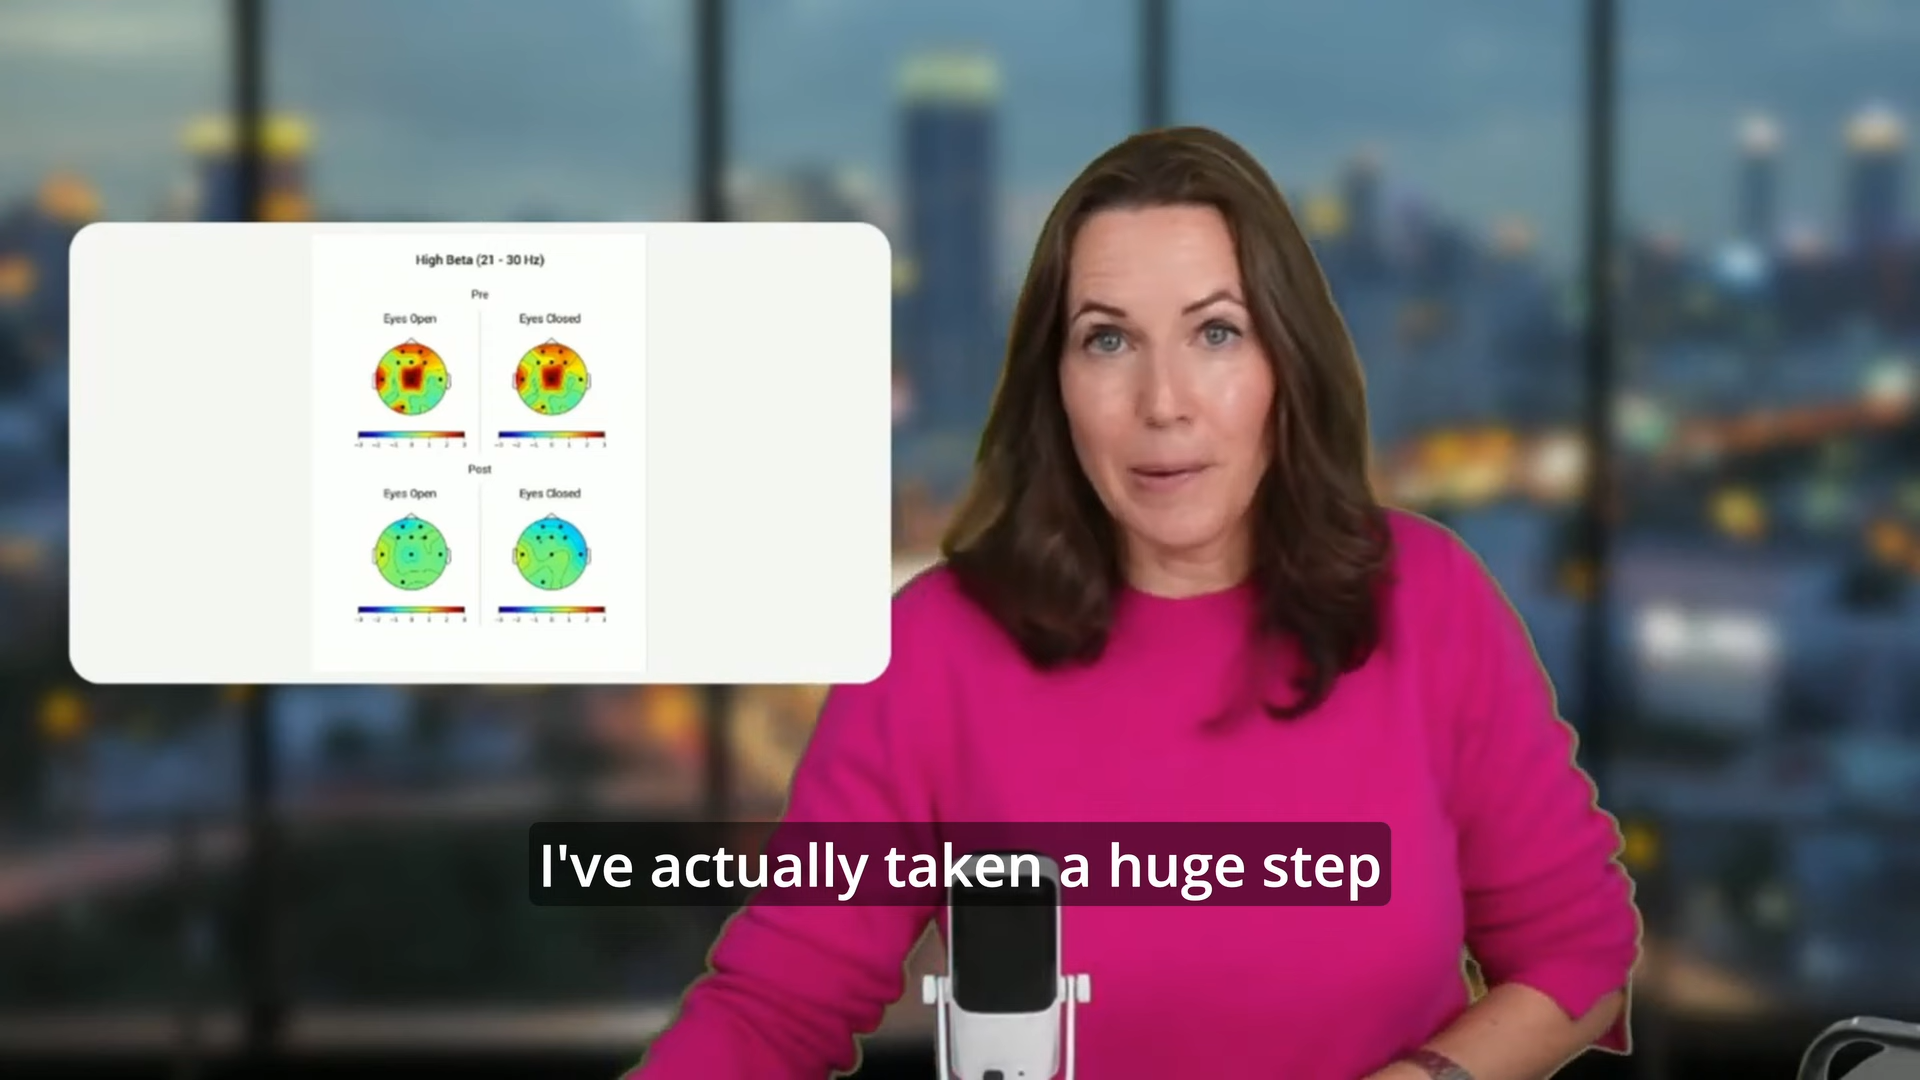 High Beta (21 - 30 Hz)
Pre
Eyes Open Eyes Closed
Post
Eyes Open Eyes Closed
I've actually taken a huge step